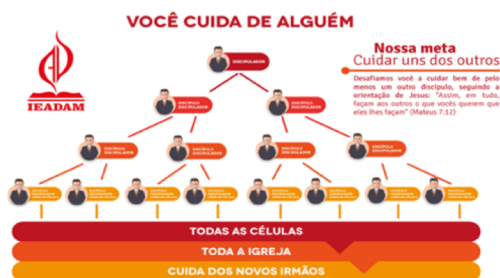 VOCÊ CUIDA DE ALGUÉM
IEADAM
Nossa meta
Cuidar uns dos outros
Desafiamos você a cuidar bem de pelo
menos um outro discípulo, seguindo a
orientação de Jesus: "Assim, em tudo,
façam aos outros o que vocês querem que
eles lhes façam" (Mateus 7.12)
DISCIPULADOR
DISCÍPULO
DISCIPULADOR
DISCÍPULO
DISCIPULADOR
DISCÍPULO
DISCIPULADOR
DISCÍPULO
DISCIPULADOR
DISCÍPULO
DISCIPULADOR
DISCÍPULO
DISCIPULADOR
TODAS AS CÉLULAS
TODA A IGREJA
CUIDA DOS NOVOS IRMÃOS